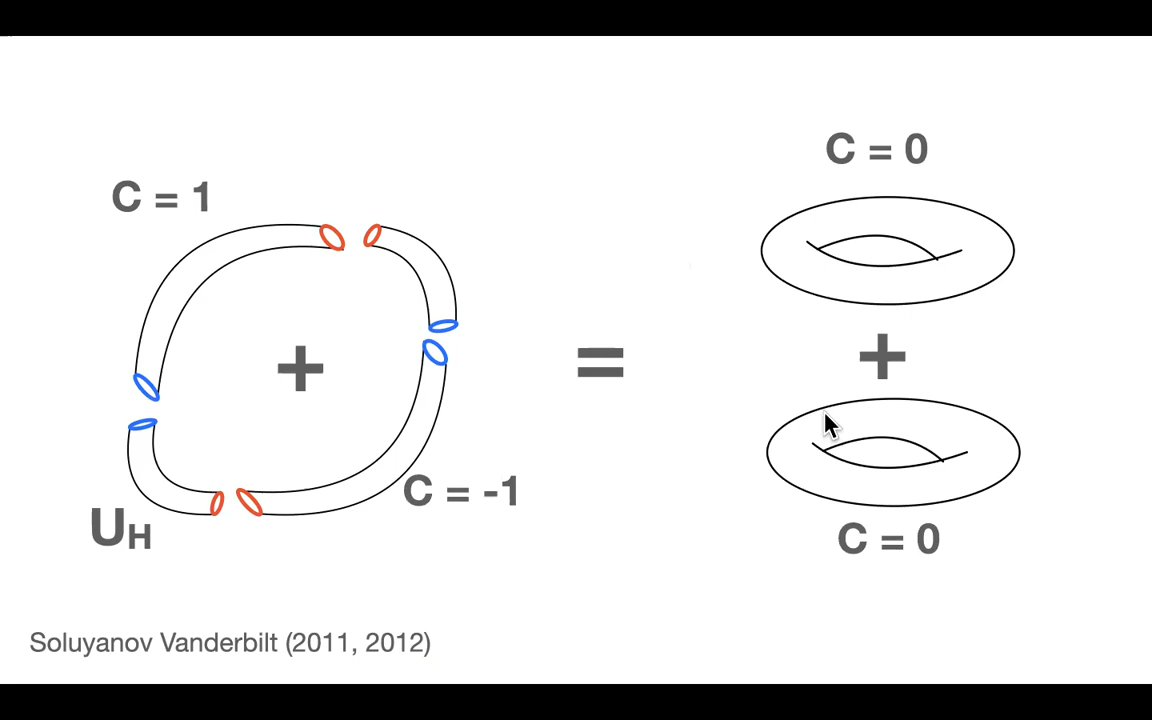 C = 0
C = 1
+
=
+
C = -1
UH
C = 0
Soluyanov Vanderbilt (2011, 2012)